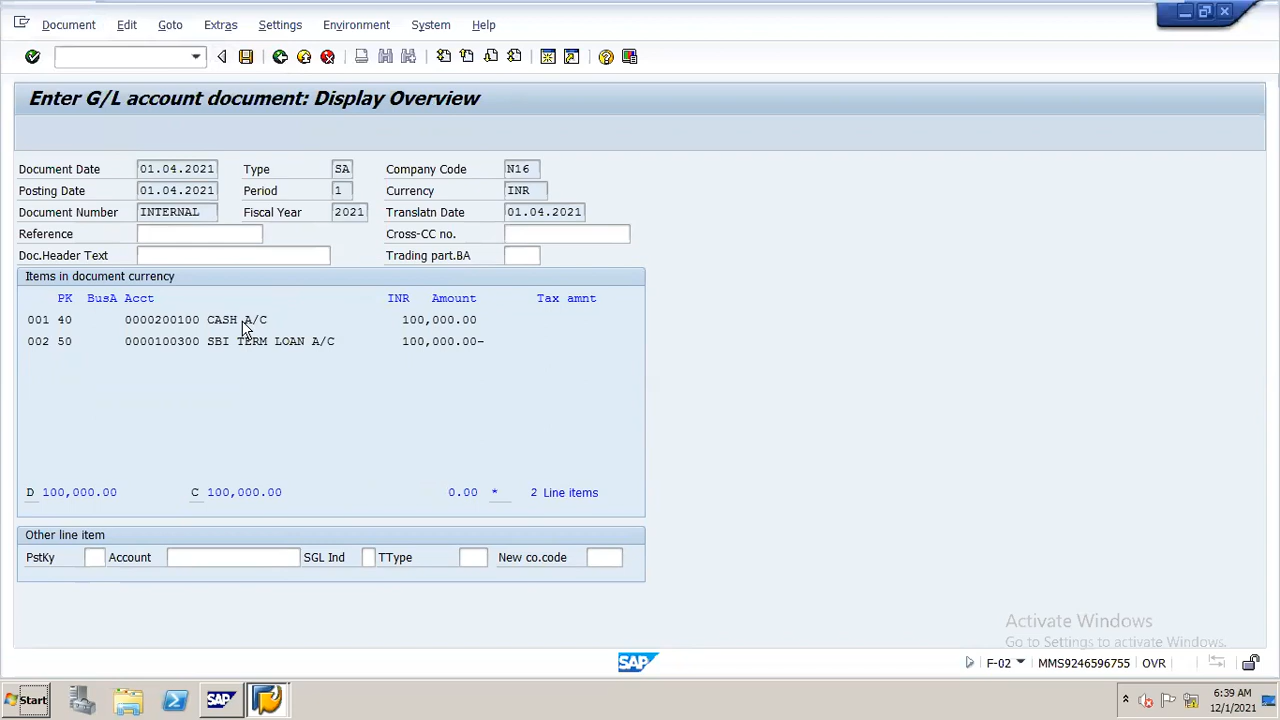 Document Edit Goto Extras Settings Environment System Help
Enter G/L account document: Display Overview
Document Date 01.04.2021 Type SA Company Code N16
Posting Date 01.04.2021 Period 1 Currency INR
Document Number INTERNAL Fiscal Year 2021 Translatn Date 01.04.2021
Reference Cross-CC no.
Doc.Header Text Trading part.BA
Items in document currency
PK BusA Acct INR Amount Tax amnt
001 40 0000200100 CASH A/C 100,000.00
002 50 0000100300 SBI TERM LOAN A/C 100,000.00-
D 100,000.00 C 100,000.00 0.00 * 2 Line items
Other line item
PstKy Account SGL Ind TType New co.code
Activate Windows
Go to Settings to activate Windows.
SAP F-02 MMS9246596755 OVR
Start SAP 6:39 AM
12/1/2021